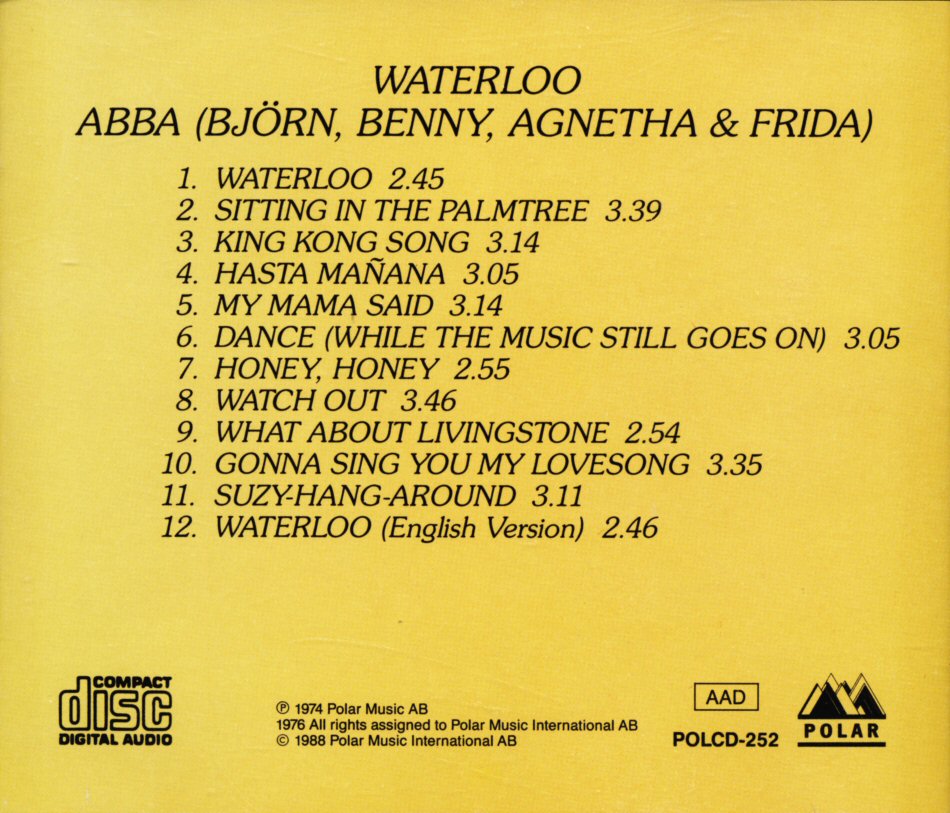 WATERLOO
ABBA (BJÖRN, BENNY, AGNETHA & FRIDA)
1. WATERLOO 2.45
2. SITTING IN THE PALMTREE 3.39
3. KING KONG SONG 3.14
4. HASTA MAÑANA 3.05
5. MY MAMA SAID 3.14
6. DANCE (WHILE THE MUSIC STILL GOES ON) 3.05
7. HONEY, HONEY 2.55
8. WATCH OUT 3.46
9. WHAT ABOUT LIVINGSTONE 2.54
10. GONNA SING YOU MY LOVESONG 3.35
11. SUZY-HANG-AROUND 3.11
12. WATERLOO (English Version) 2.46
COMPACT
disc
DIGITAL AUDIO
℗ 1974 Polar Music AB
1976 All rights assigned to Polar Music International AB
© 1988 Polar Music International AB
AAD
POLCD-252
POLAR